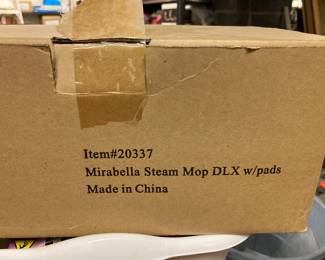 Item#20337
Mirabella Steam Mop DLX w/pads
Made in China